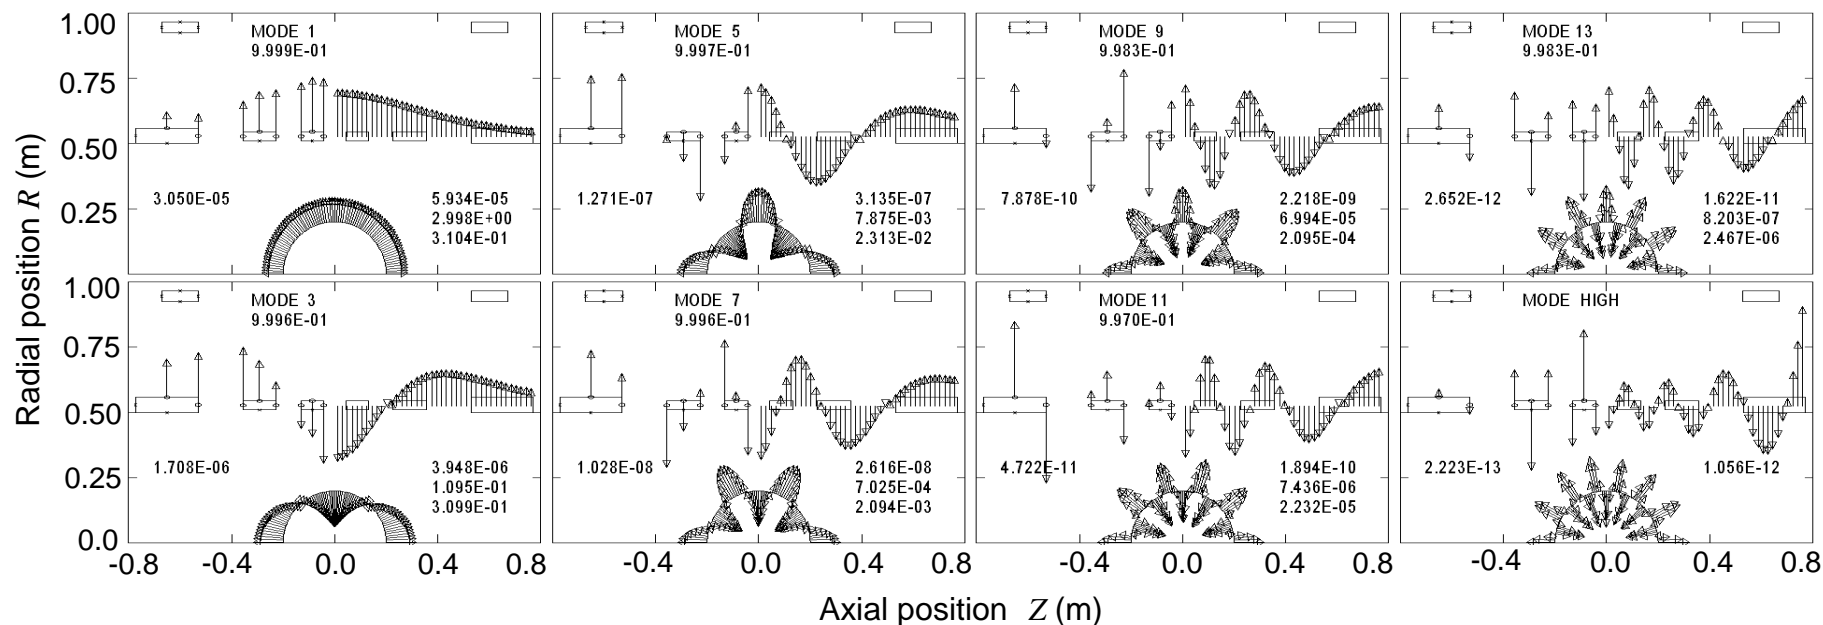 1.00
MODE 1
9.999E-01
MODE 5
9.997E-01
MODE 9
9.983E-01
MODE 13
9.983E-01
0.75
0.50
0.25
3.050E-05
5.934E-05
2.998E+00
3.104E-01
1.271E-07
3.135E-07
7.875E-03
2.313E-02
7.878E-10
2.218E-09
6.994E-05
2.095E-04
2.652E-12
1.622E-11
8.203E-07
2.467E-06
Radial position R (m)
1.00
MODE 3
9.996E-01
MODE 7
9.996E-01
MODE 11
9.970E-01
MODE HIGH
0.75
0.50
0.25
0.0
1.708E-06
3.948E-06
1.095E-01
3.099E-01
1.028E-08
2.616E-08
7.025E-04
2.094E-03
4.722E-11
1.894E-10
7.436E-06
2.232E-05
2.223E-13
1.056E-12
-0.8 -0.4 0.0 0.4 0.8 -0.4 0.0 0.4 0.8 -0.4 0.0 0.4 0.8 -0.4 0.0 0.4 0.8
Axial position Z (m)